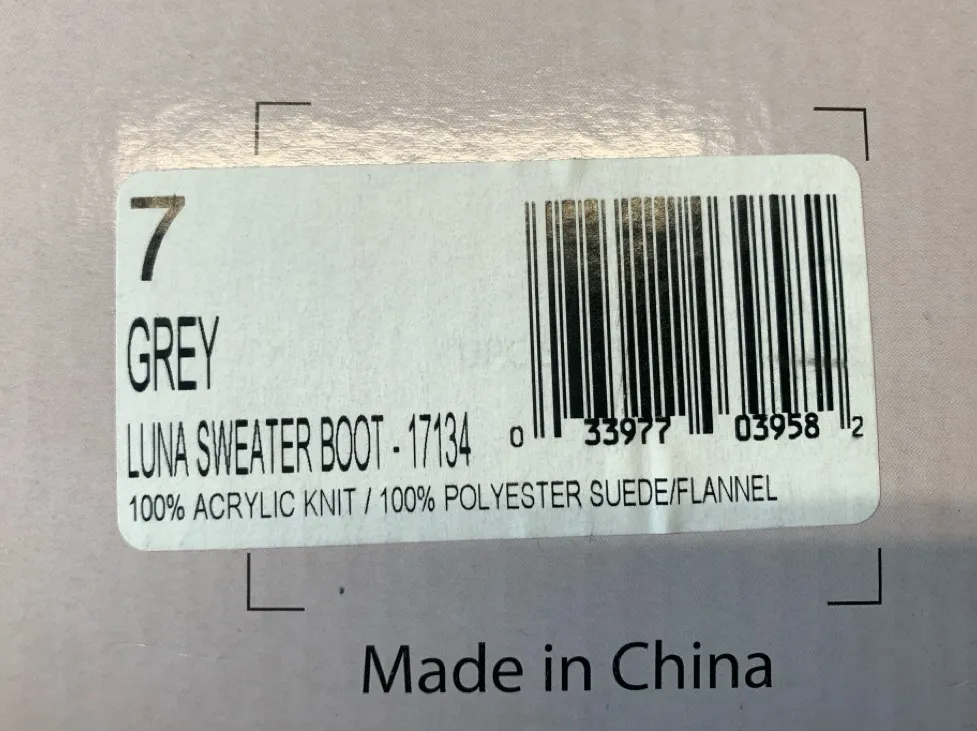 7
GREY
LUNA SWEATER BOOT - 17134
0 33977 03958 2
100% ACRYLIC KNIT / 100% POLYESTER SUEDE/FLANNEL
Made in China